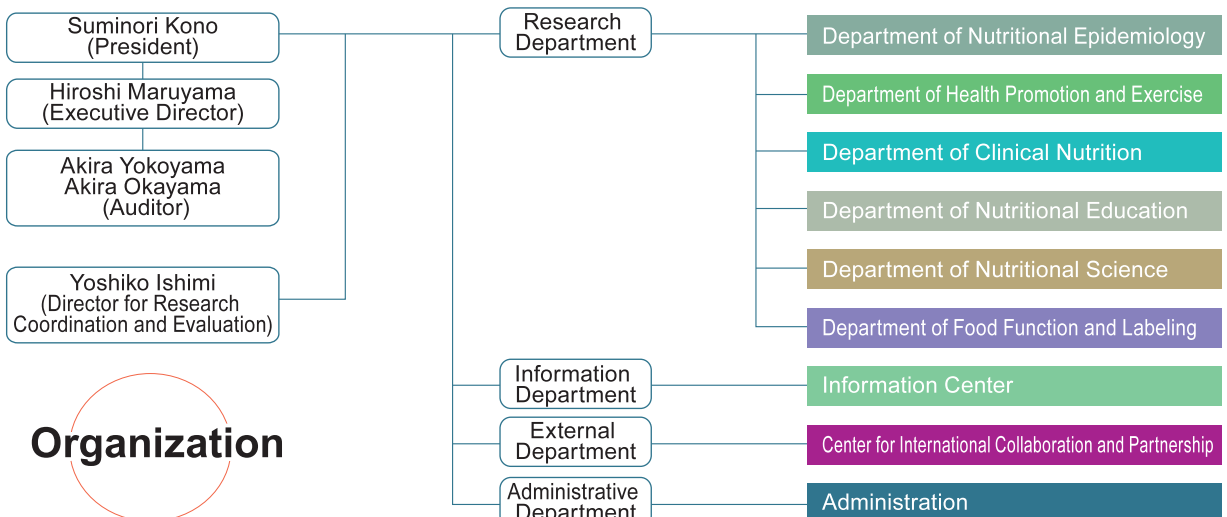 Suminori Kono
(President)
Hiroshi Maruyama
(Executive Director)
Akira Yokoyama
Akira Okayama
(Auditor)
Yoshiko Ishimi
(Director for Research
Coordination and Evaluation)
Organization
Research
Department
Department of Nutritional Epidemiology
Department of Health Promotion and Exercise
Department of Clinical Nutrition
Department of Nutritional Education
Department of Nutritional Science
Department of Food Function and Labeling
Information
Department
Information Center
External
Department
Center for International Collaboration and Partnership
Administrative
Department
Administration